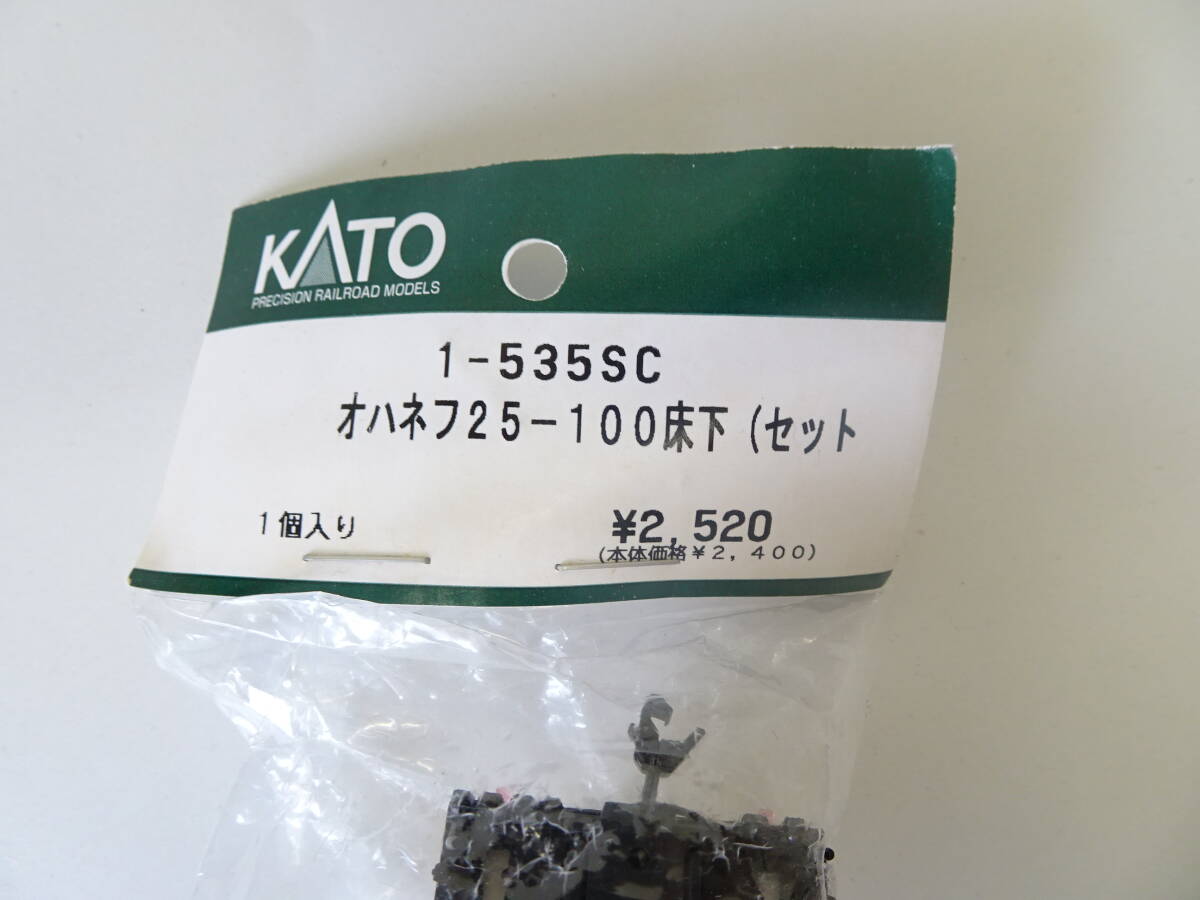 KATO
PRECISION RAILROAD MODELS
1-535SC
オハネフ25-100床下 (セット
1個入り
¥2,520
(本体価格¥2,400)